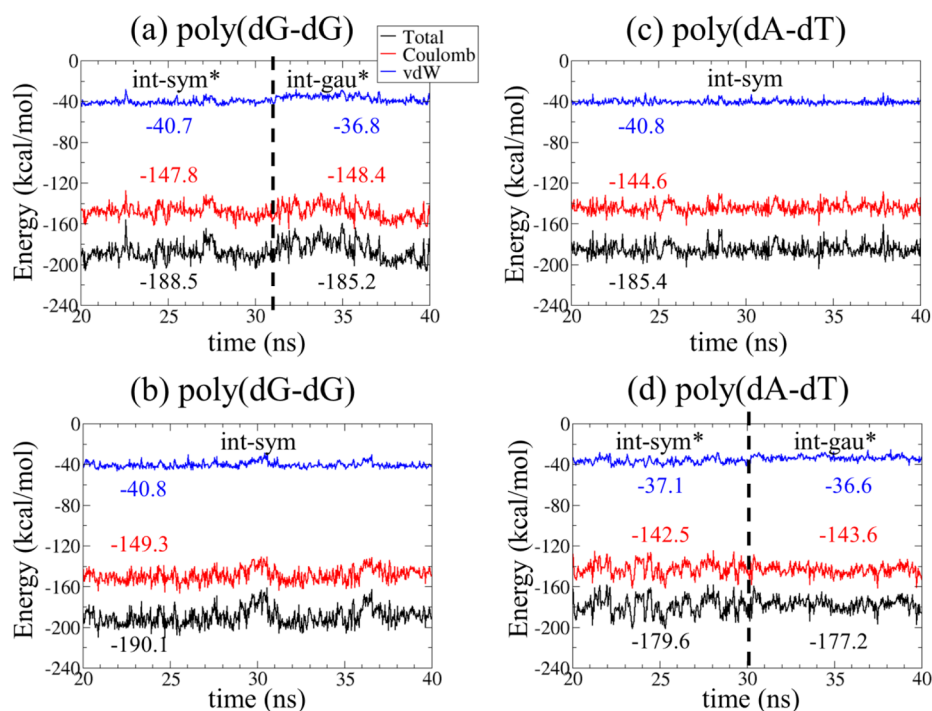 (a) poly(dG-dG)
Total
Coulomb
vdW
int-sym*
int-gau*
-40.7
-36.8
-147.8
-148.4
-188.5
-185.2
0
-40
-80
-120
-160
-200
-240
Energy (kcal/mol)
20 25 30 35 40
time (ns)
(c) poly(dA-dT)
int-sym
-40.8
-144.6
-185.4
0
-40
-80
-120
-160
-200
-240
Energy (kcal/mol)
20 25 30 35 40
time (ns)
(b) poly(dG-dG)
int-sym
-40.8
-149.3
-190.1
0
-40
-80
-120
-160
-200
-240
Energy (kcal/mol)
20 25 30 35 40
time (ns)
(d) poly(dA-dT)
int-sym*
int-gau*
-37.1
-36.6
-142.5
-143.6
-179.6
-177.2
0
-40
-80
-120
-160
-200
-240
Energy (kcal/mol)
20 25 30 35 40
time (ns)